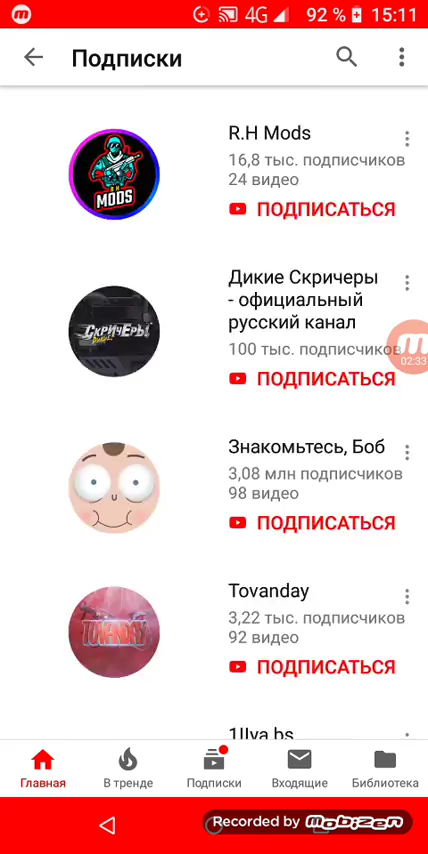 4G 92 % 15:11
Подписки
R.H Mods
16,8 тыс. подписчиков
24 видео
ПОДПИСАТЬСЯ
R H
MODS
Дикие Скричеры
- официальный
русский канал
100 тыс. подписчиков
ПОДПИСАТЬСЯ
СКРИЧЕРЫ
02:33
Знакомьтесь, Боб
3,08 млн подписчиков
98 видео
ПОДПИСАТЬСЯ
Tovanday
3,22 тыс. подписчиков
92 видео
ПОДПИСАТЬСЯ
TOVANDAY
Главная
В тренде
Подписки
Входящие
Библиотека
Recorded by mobizen